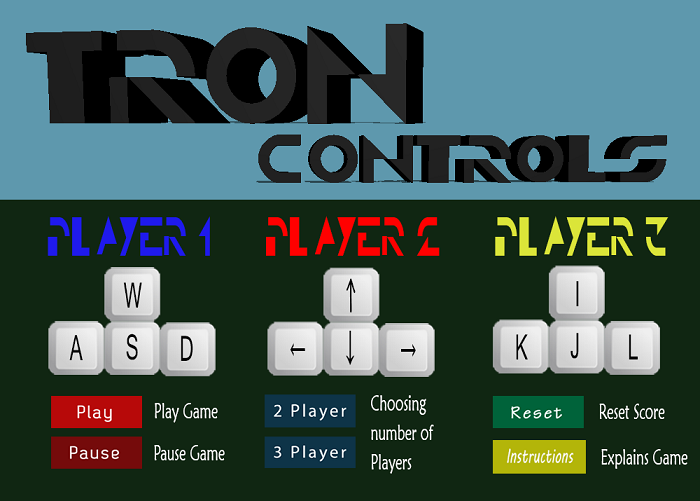 TRON
CONTROLS
PLAYER 1 PLAYER 2 PLAYER 3
W ↑ I
A S D ← ↓ → K J L
Play Play Game 2 Player Choosing Reset Reset Score
number of
Pause Pause Game 3 Player Players Instructions Explains Game